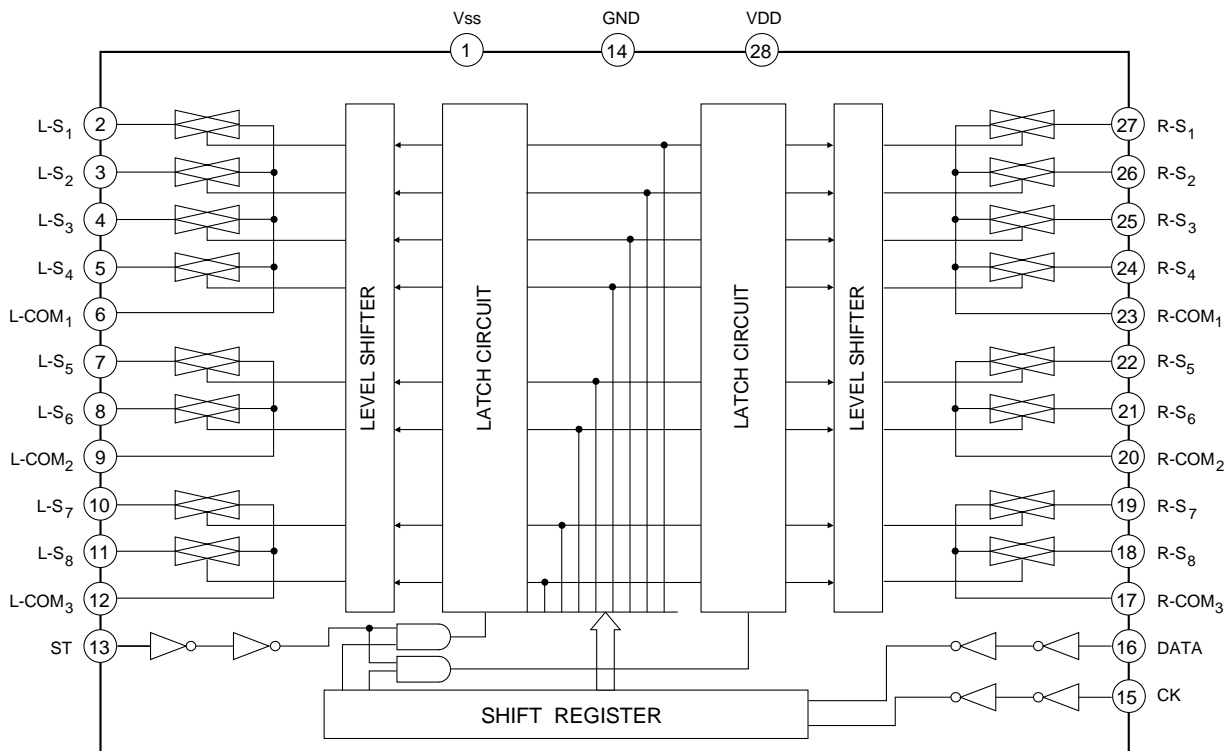 Vss GND VDD
1 14 28
L-S1 2 27 R-S1
L-S2 3 26 R-S2
L-S3 4 25 R-S3
L-S4 5 24 R-S4
L-COM1 6 23 R-COM1
L-S5 7 22 R-S5
L-S6 8 21 R-S6
L-COM2 9 20 R-COM2
L-S7 10 19 R-S7
L-S8 11 18 R-S8
L-COM3 12 17 R-COM3
ST 13 16 DATA
15 CK
LEVEL SHIFTER
LATCH CIRCUIT
LATCH CIRCUIT
LEVEL SHIFTER
SHIFT REGISTER